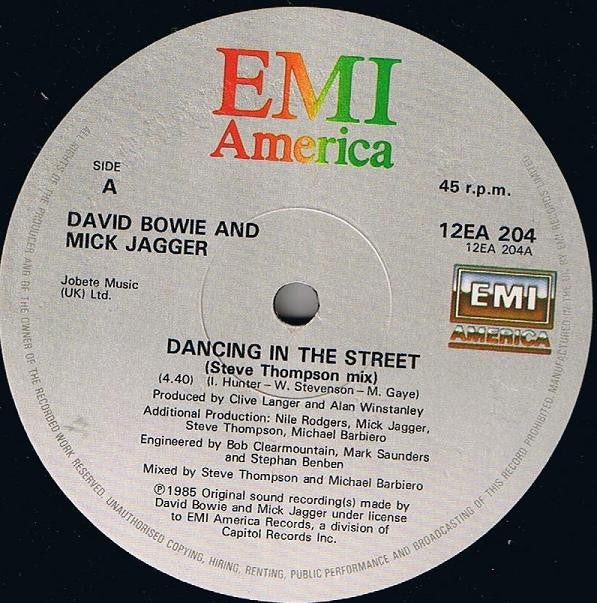 EMI
America
SIDE
A
45 r.p.m.
DAVID BOWIE AND
MICK JAGGER
12EA 204
12EA 204A
Jobete Music
(UK) Ltd.
EMI
AMERICA
DANCING IN THE STREET
(Steve Thompson mix)
(4.40) (I. Hunter – W. Stevenson – M. Gaye)
Produced by Clive Langer and Alan Winstanley
Additional Production: Nile Rodgers, Mick Jagger,
Steve Thompson, Michael Barbiero
Engineered by Bob Clearmountain, Mark Saunders
and Stephan Benben
Mixed by Steve Thompson and Michael Barbiero
℗1985 Original sound recording(s) made by
David Bowie and Mick Jagger under license
to EMI America Records, a division of
Capitol Records Inc.
ALL RIGHTS OF THE PRODUCER AND OF THE OWNER OF THE RECORDED WORK RESERVED. UNAUTHORISED COPYING, HIRING, RENTING, PUBLIC PERFORMANCE AND BROADCASTING OF THIS RECORD PROHIBITED. MANUFACTURED IN THE UK BY EMI RECORDS LIMITED